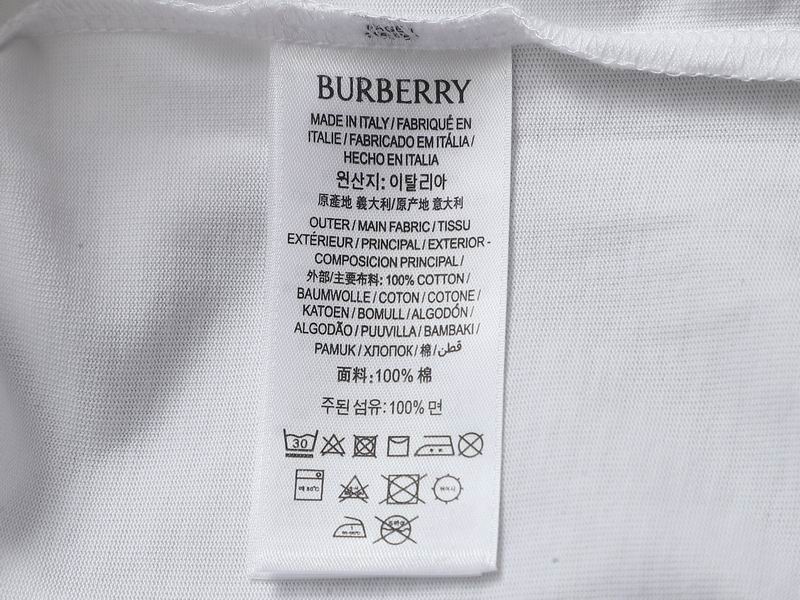 PAGE 1
BURBERRY
MADE IN ITALY / FABRIQUÉ EN
ITALIE / FABRICADO EM ITÁLIA /
HECHO EN ITALIA
원산지: 이탈리아
原產地 義大利/原产地 意大利
OUTER / MAIN FABRIC / TISSU
EXTÉRIEUR / PRINCIPAL / EXTERIOR -
COMPOSICION PRINCIPAL /
外部/主要布料: 100% COTTON /
BAUMWOLLE / COTON / COTONE /
KATOEN / BOMULL / ALGODÓN /
ALGODÃO / PUUVILLA / BAMBAKI /
PAMUK / ХЛОПОК / 棉 / قطن
面料:100% 棉
주된 섬유:100% 면
30